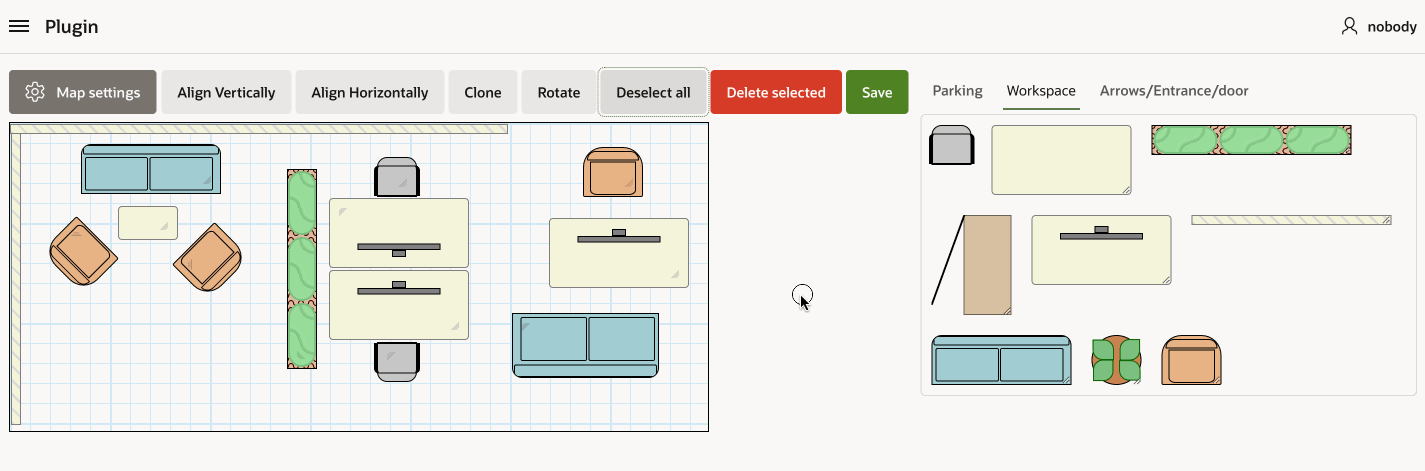 Plugin
nobody
Map settings
Align Vertically
Align Horizontally
Clone
Rotate
Deselect all
Delete selected
Save
Parking
Workspace
Arrows/Entrance/door